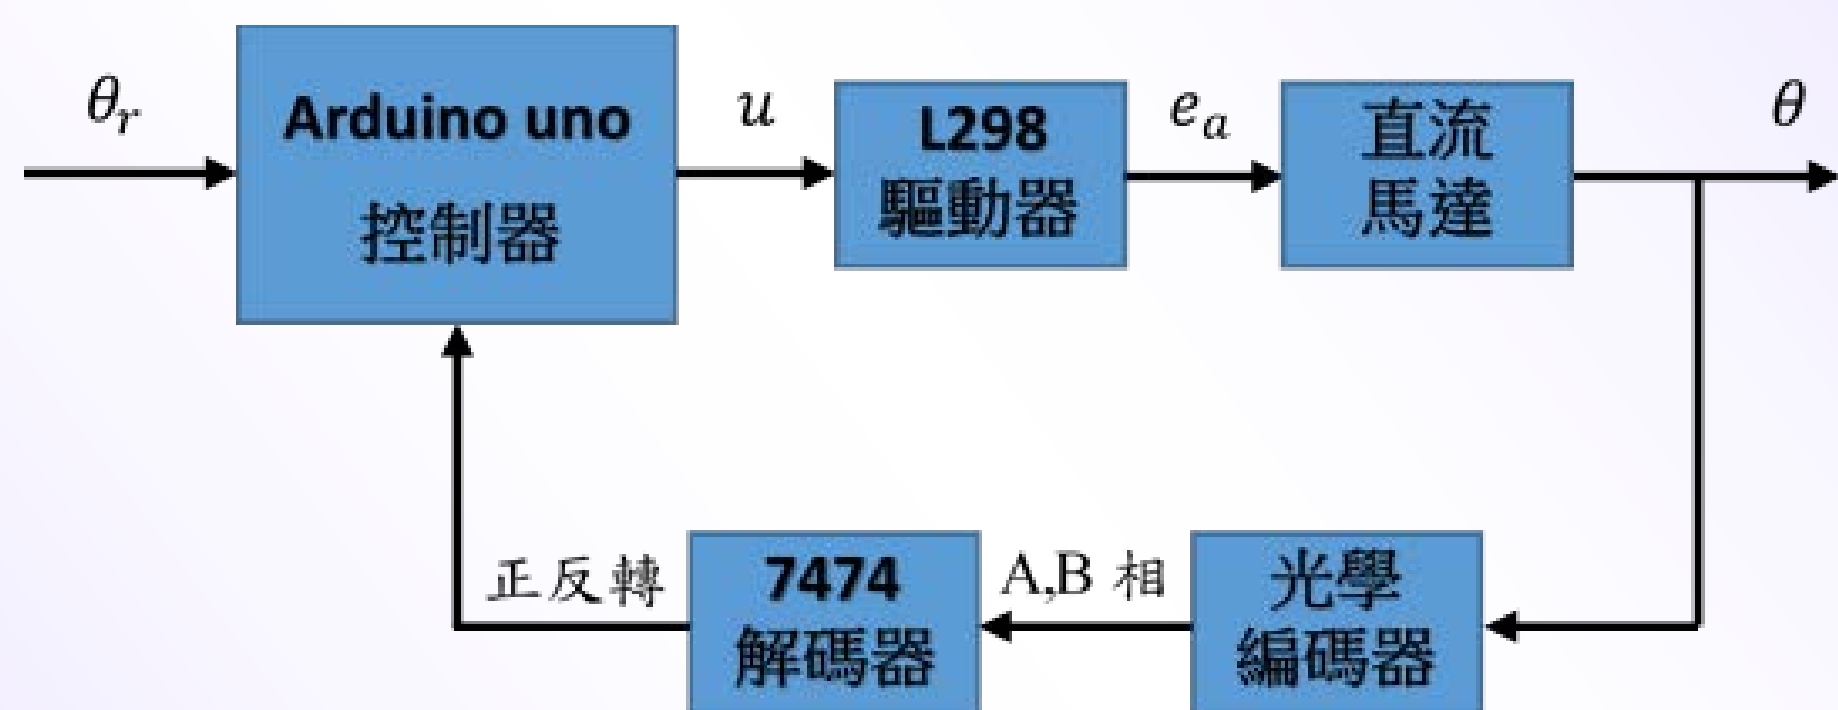 θr
Arduino uno
控制器
u
L298
驅動器
ea
直流
馬達
θ
正反轉
7474
解碼器
A,B 相
光學
編碼器